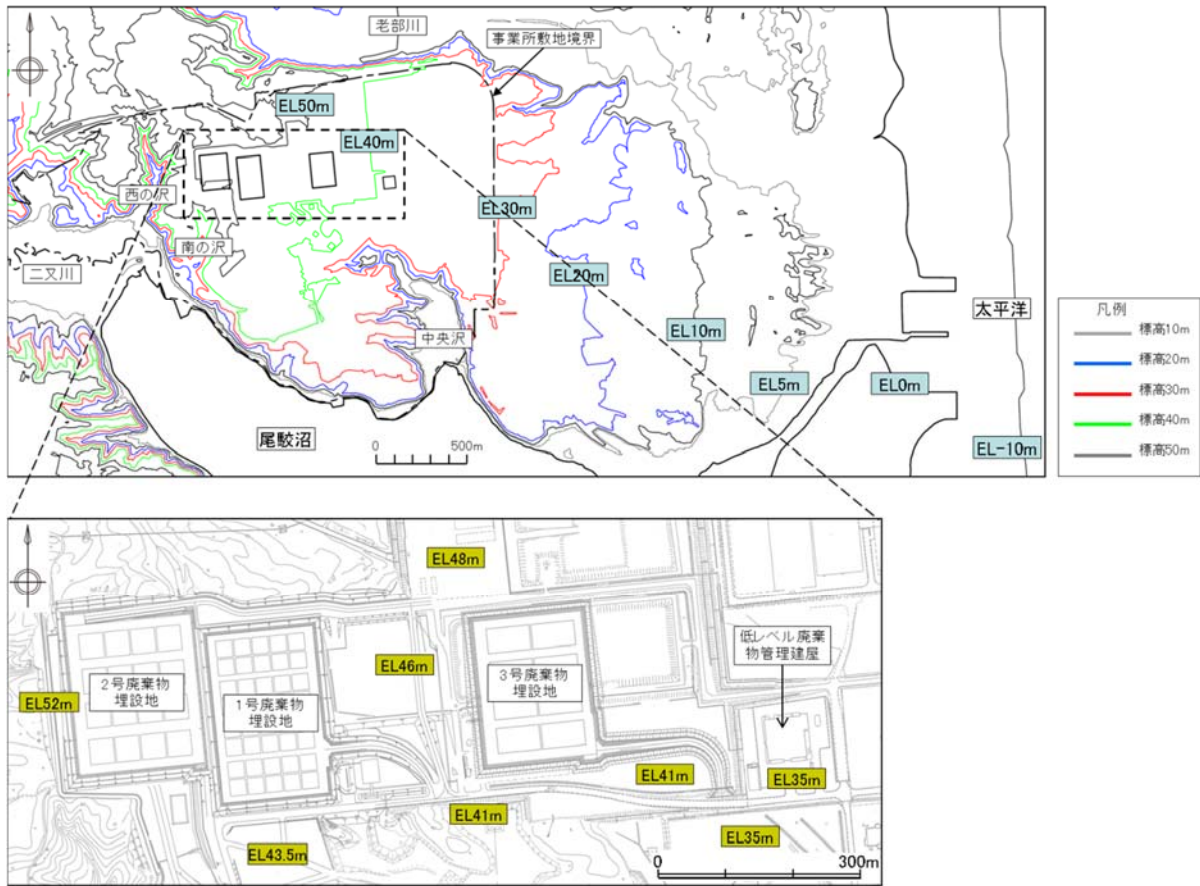 老部川
事業所敷地境界
EL50m
EL40m
西の沢
EL30m
南の沢
二又川
EL20m
太平洋
中央沢
EL10m
EL5m
EL0m
尾駮沼
0 500m
EL-10m
凡例
標高10m
標高20m
標高30m
標高40m
標高50m
EL48m
低レベル廃棄
物管理建屋
EL46m
3号廃棄物
埋設地
2号廃棄物
埋設地
EL52m
1号廃棄物
埋設地
EL41m
EL35m
EL41m
EL35m
EL43.5m
0 300m